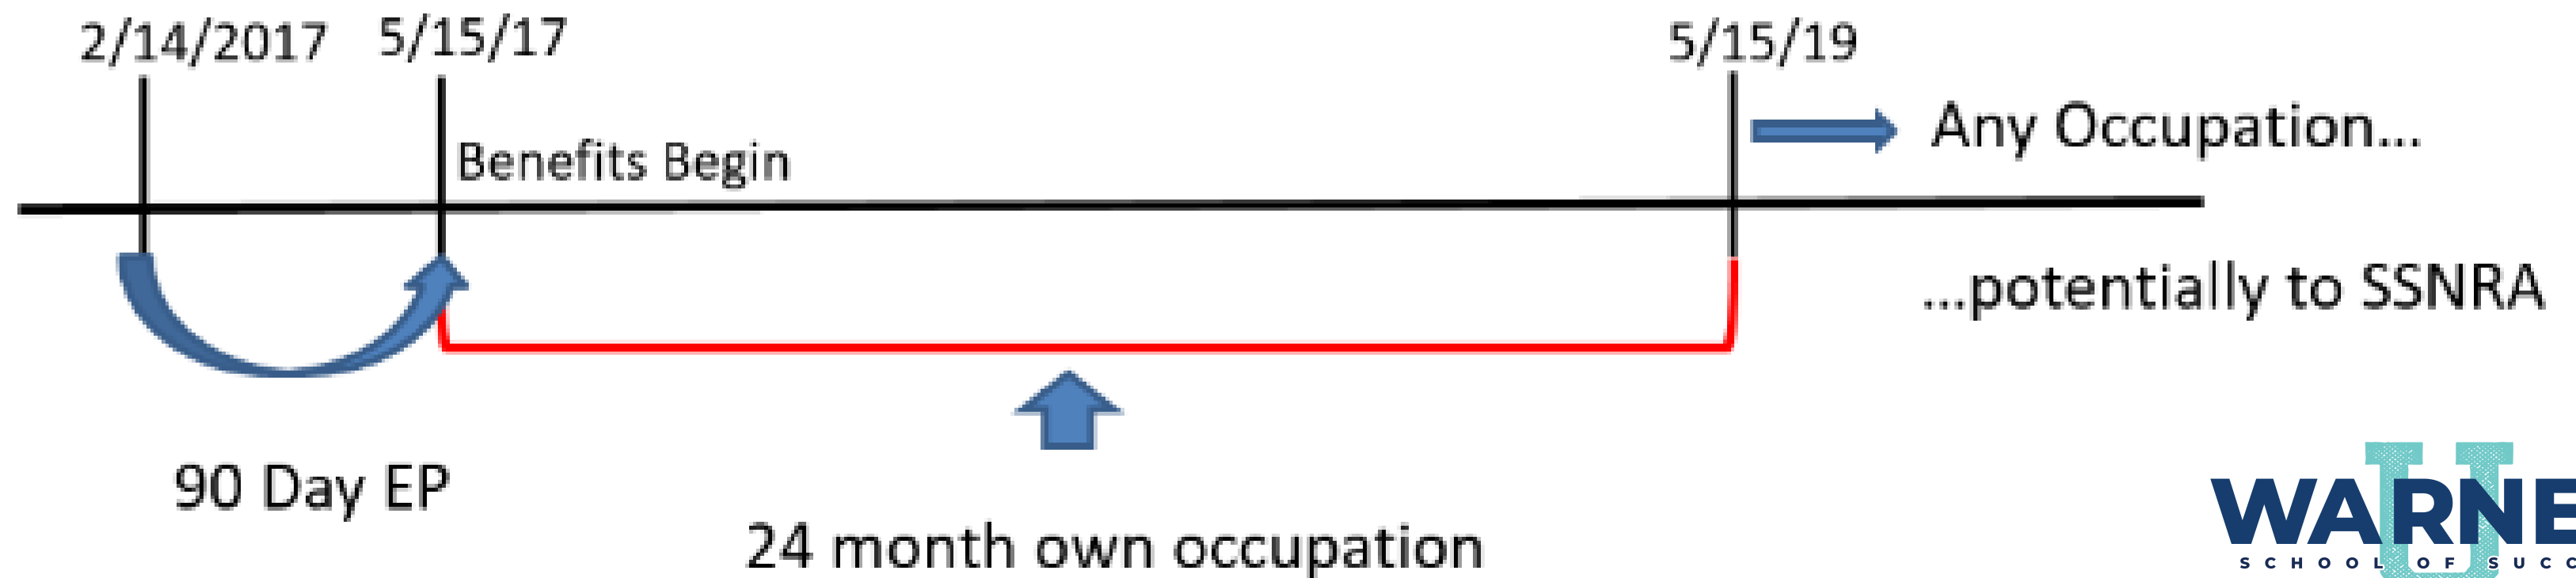 2/14/2017 5/15/17 5/15/19
Benefits Begin
Any Occupation...
...potentially to SSNRA
90 Day EP
24 month own occupation
U
SCHOOL OF